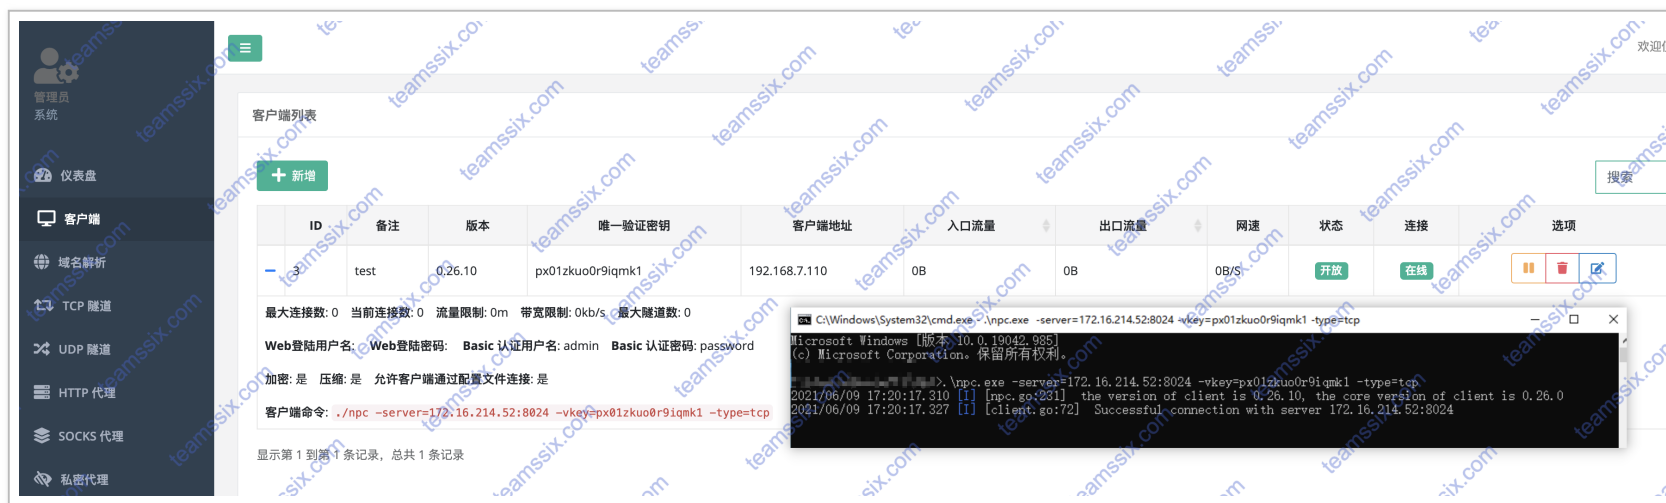 欢迎
管理员
系统
仪表盘
客户端
域名解析
TCP 隧道
UDP 隧道
HTTP 代理
SOCKS 代理
私密代理
客户端列表
新增
搜索
ID 备注 版本 唯一验证密钥 客户端地址 入口流量 出口流量 网速 状态 连接 选项
3 test 0.26.10 px01zkuo0r9iqmk1 192.168.7.110 0B 0B 0B/S 开放 在线
最大连接数: 0 当前连接数: 0 流量限制: 0m 带宽限制: 0kb/s 最大隧道数: 0
Web登陆用户名: Web登陆密码: Basic 认证用户名: admin Basic 认证密码: password
加密: 是 压缩: 是 允许客户端通过配置文件连接: 是
客户端命令: ./npc -server=172.16.214.52:8024 -vkey=px01zkuo0r9iqmk1 -type=tcp
显示第 1 到第 1 条记录，总共 1 条记录
C:\Windows\System32\cmd.exe - .\npc.exe -server=172.16.214.52:8024 -vkey=px01zkuo0r9iqmk1 -type=tcp
Microsoft Windows [版本 10.0.19042.985]
(c) Microsoft Corporation。保留所有权利。
>.\npc.exe -server=172.16.214.52:8024 -vkey=px01zkuo0r9iqmk1 -type=tcp
2021/06/09 17:20:17.310 [I] [npc.go:231] the version of client is 0.26.10, the core version of client is 0.26.0
2021/06/09 17:20:17.327 [I] [client.go:72] Successful connection with server 172.16.214.52:8024
teamssix.com